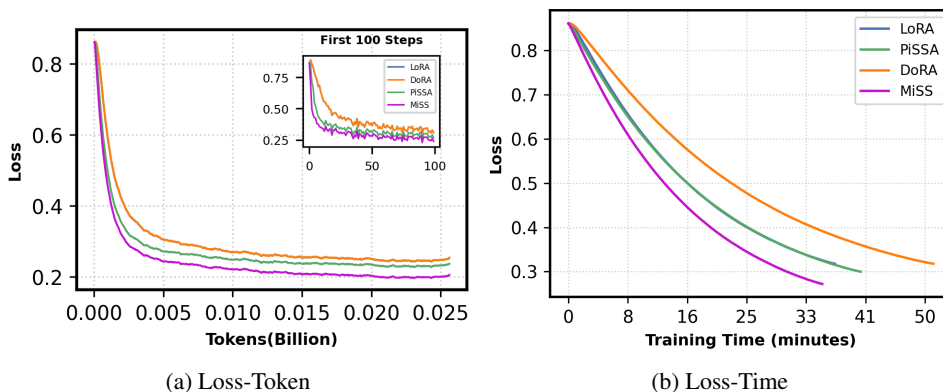 First 100 Steps
0.75
0.50
0.25
0
50
100
LoRA
DoRA
PiSSA
MiSS
Loss
0.8
0.6
0.4
0.2
0.000 0.005 0.010 0.015 0.020 0.025
Tokens(Billion)
(a) Loss-Token
Loss
0.8
0.7
0.6
0.5
0.4
0.3
LoRA
PiSSA
DoRA
MiSS
0 8 16 25 33 41 50
Training Time (minutes)
(b) Loss-Time